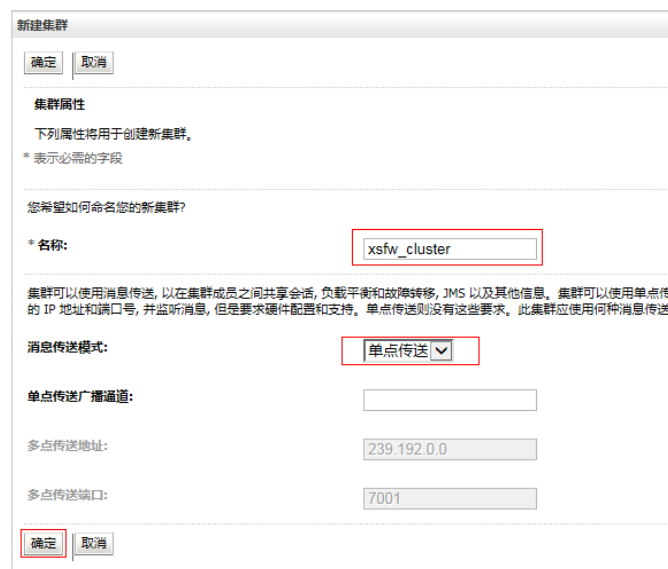 新建集群
确定 取消
集群属性
下列属性将用于创建新集群。
* 表示必需的字段
您希望如何命名您的新集群?
* 名称: xsfw_cluster
集群可以使用消息传送, 以在集群成员之间共享会话, 负载平衡和故障转移, JMS 以及其他信息。集群可以使用单点传
的 IP 地址和端口号, 并监听消息, 但是要求硬件配置和支持。单点传送则没有这些要求。此集群应使用何种消息传送
消息传送模式: 单点传送
单点传送广播通道:
多点传送地址: 239.192.0.0
多点传送端口: 7001
确定 取消